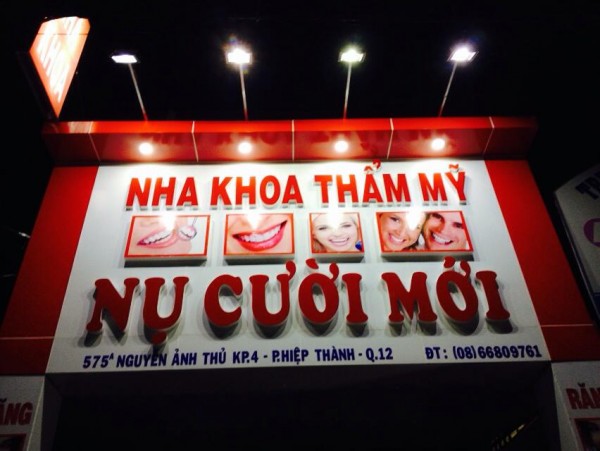 NHA KHOA THẨM MỸ
NỤ CƯỜI MỚI
575A NGUYỄN ẢNH THỦ KP.4 - P.HIỆP THÀNH - Q.12 ĐT: (08)66809761
RĂNG